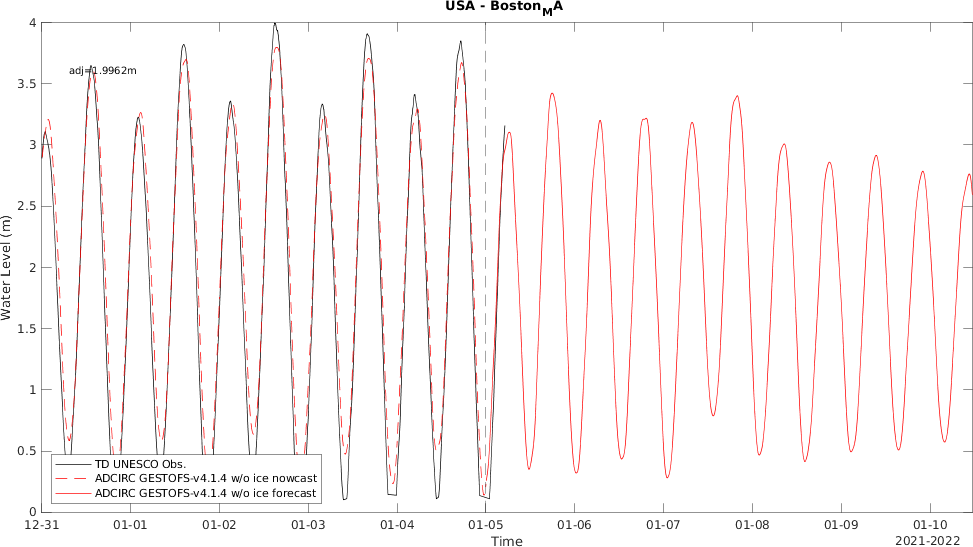 USA - Boston_MA
4
3.5
3
2.5
2
1.5
1
0.5
0
Water Level (m)
adj=1.9962m
TD UNESCO Obs.
ADCIRC GESTOFS-v4.1.4 w/o ice nowcast
ADCIRC GESTOFS-v4.1.4 w/o ice forecast
12-31 01-01 01-02 01-03 01-04 01-05 01-06 01-07 01-08 01-09 01-10
Time
2021-2022